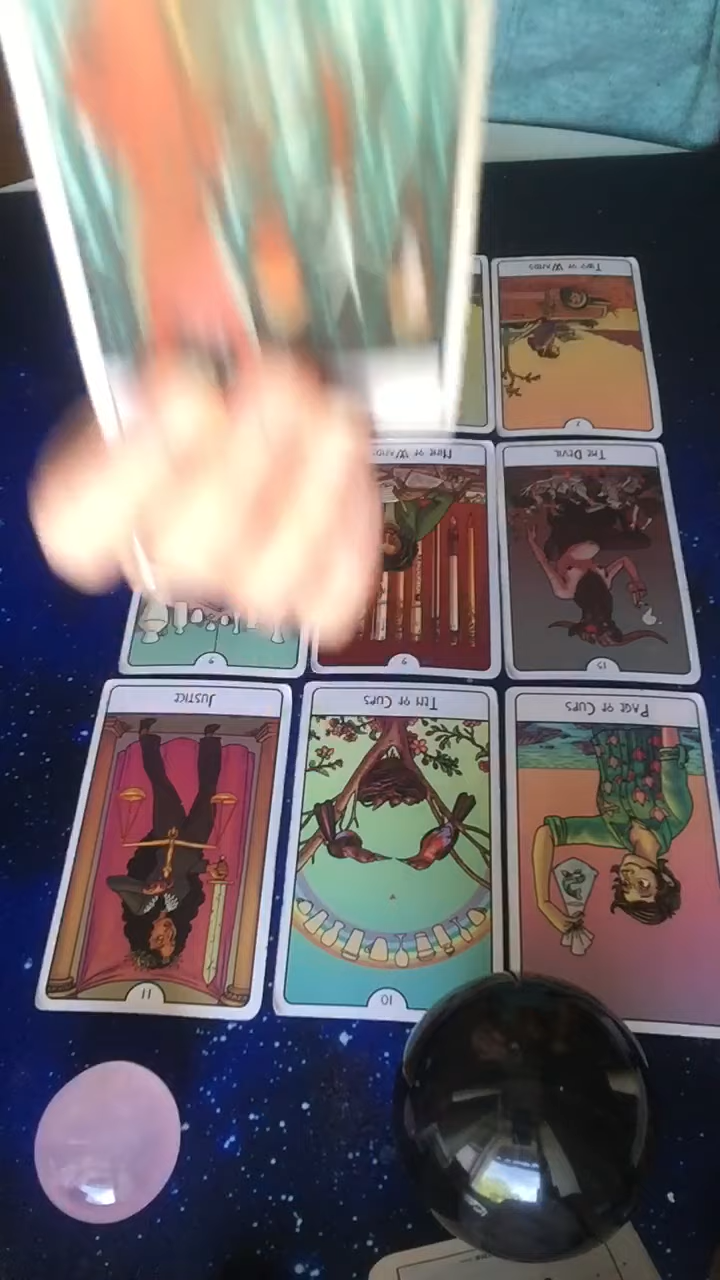 Two of Wands
2
Nine of Wands
The Devil
9
9
15
Justice
Ten of Cups
Page of Cups
11
10